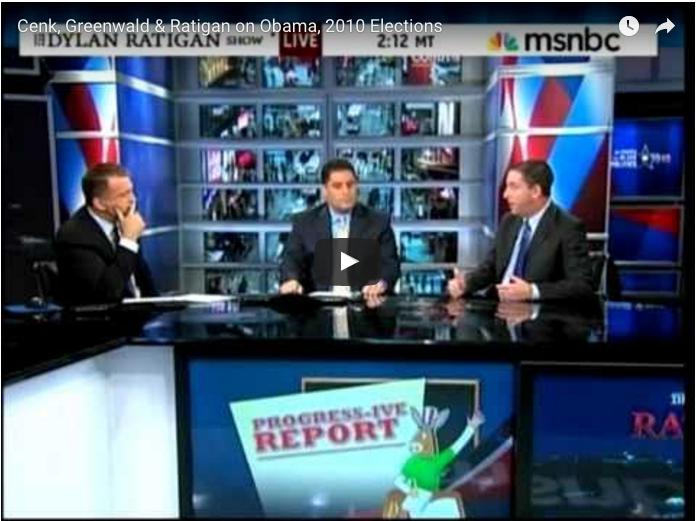 Cenk, Greenwald & Ratigan on Obama, 2010 Elections
THE DYLAN RATIGAN SHOW LIVE 2:12 MT msnbc
PROGRESS-IVE
REPORT
RA